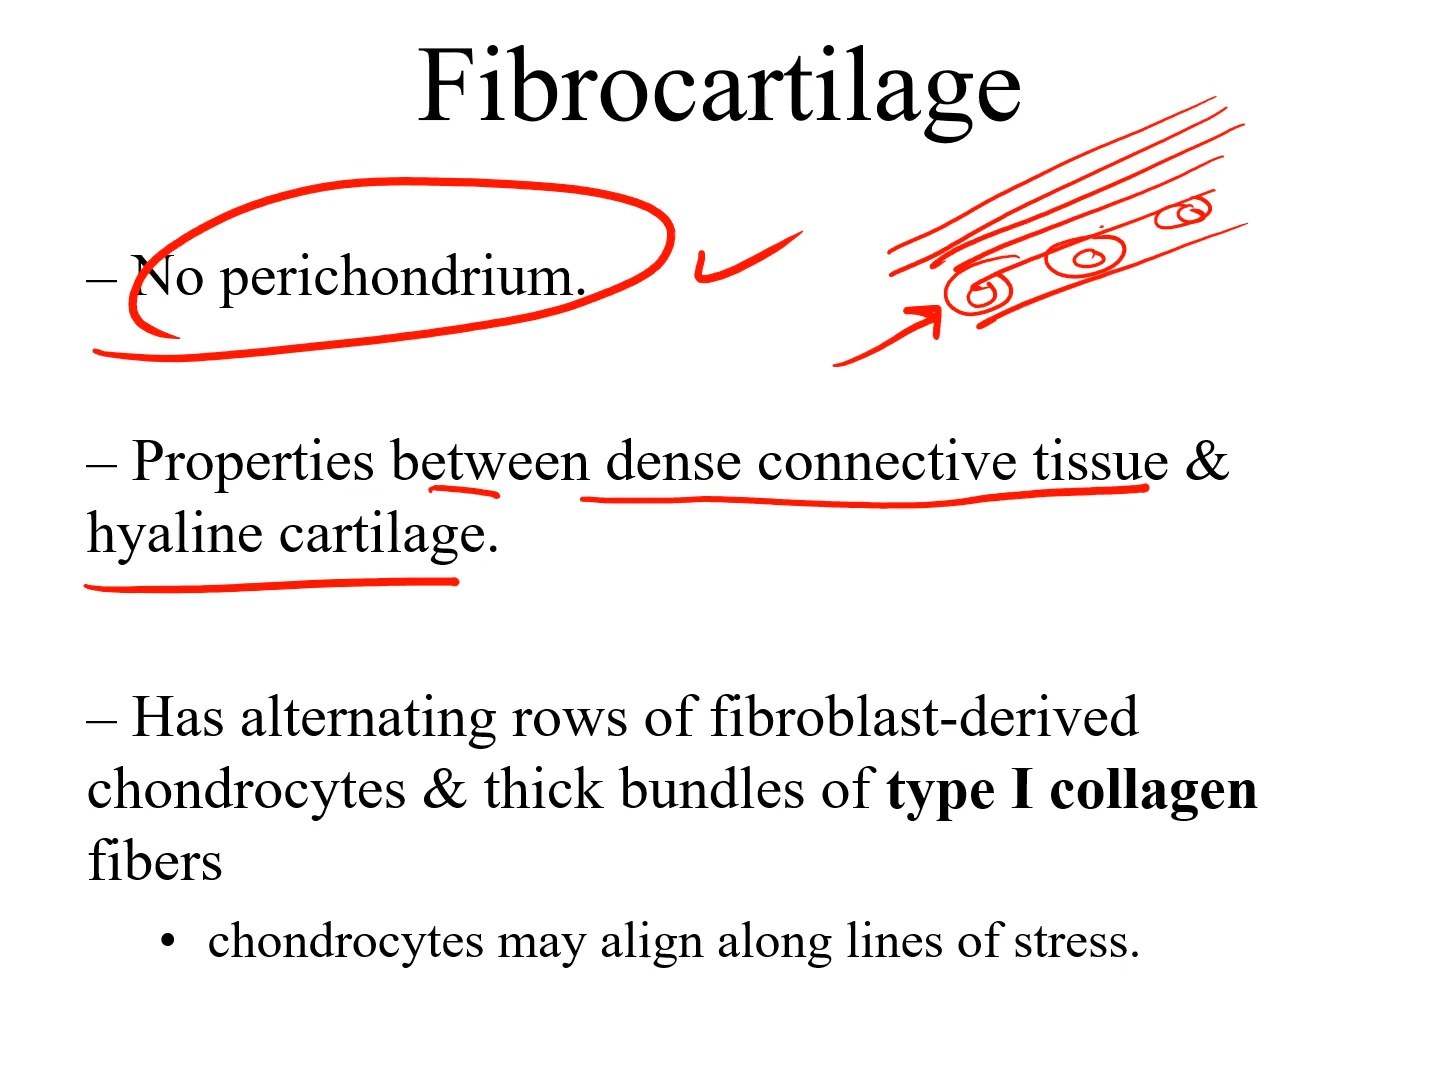 Fibrocartilage
– No perichondrium.
– Properties between dense connective tissue &
hyaline cartilage.
– Has alternating rows of fibroblast-derived
chondrocytes & thick bundles of type I collagen
fibers
• chondrocytes may align along lines of stress.